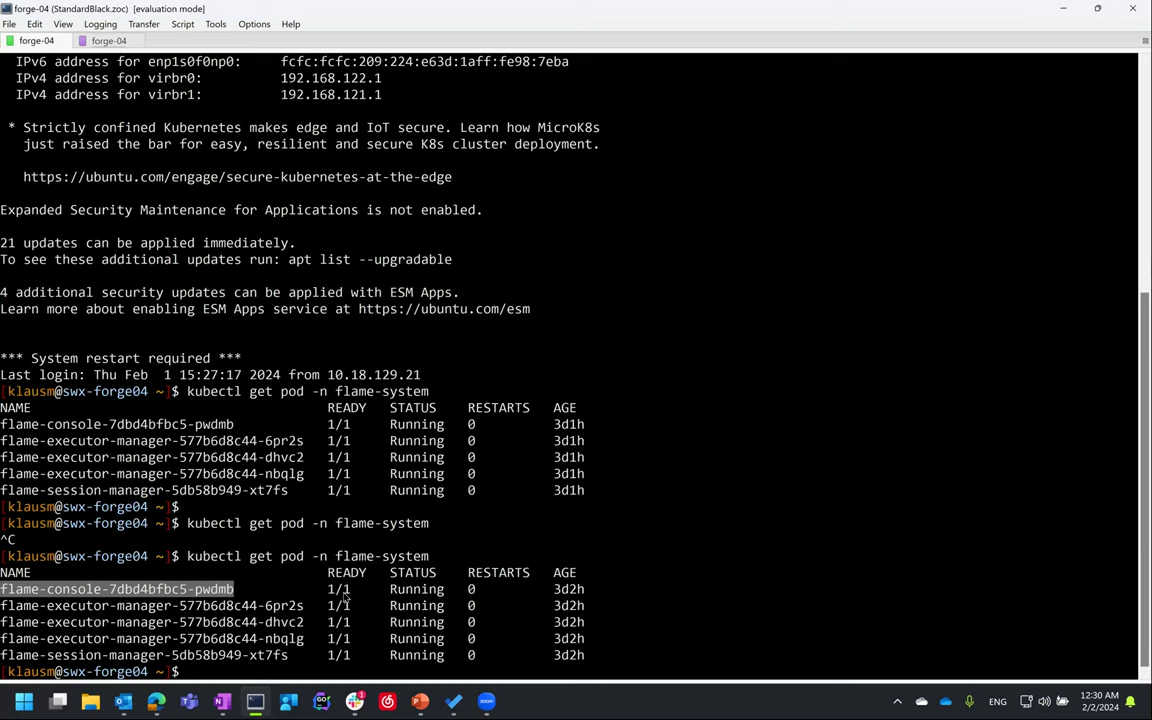 forge-04 (StandardBlack.zoc) [evaluation mode]
File Edit View Logging Transfer Script Tools Options Help
forge-04 forge-04
IPv6 address for enp1s0f0np0: fcfc:fcfc:209:224:e63d:1aff:fe98:7eba
IPv4 address for virbr0: 192.168.122.1
IPv4 address for virbr1: 192.168.121.1
* Strictly confined Kubernetes makes edge and IoT secure. Learn how MicroK8s
just raised the bar for easy, resilient and secure K8s cluster deployment.
https://ubuntu.com/engage/secure-kubernetes-at-the-edge
Expanded Security Maintenance for Applications is not enabled.
21 updates can be applied immediately.
To see these additional updates run: apt list --upgradable
4 additional security updates can be applied with ESM Apps.
Learn more about enabling ESM Apps service at https://ubuntu.com/esm
*** System restart required ***
Last login: Thu Feb  1 15:27:17 2024 from 10.18.129.21
[klausm@swx-forge04 ~]$ kubectl get pod -n flame-system
NAME READY STATUS RESTARTS AGE
flame-console-7dbd4bfbc5-pwdmb 1/1 Running 0 3d1h
flame-executor-manager-577b6d8c44-6pr2s 1/1 Running 0 3d1h
flame-executor-manager-577b6d8c44-dhvc2 1/1 Running 0 3d1h
flame-executor-manager-577b6d8c44-nbqlg 1/1 Running 0 3d1h
flame-session-manager-5db58b949-xt7fs 1/1 Running 0 3d1h
[klausm@swx-forge04 ~]$
[klausm@swx-forge04 ~]$ kubectl get pod -n flame-system
^C
[klausm@swx-forge04 ~]$ kubectl get pod -n flame-system
NAME READY STATUS RESTARTS AGE
flame-console-7dbd4bfbc5-pwdmb 1/1 Running 0 3d2h
flame-executor-manager-577b6d8c44-6pr2s 1/1 Running 0 3d2h
flame-executor-manager-577b6d8c44-dhvc2 1/1 Running 0 3d2h
flame-executor-manager-577b6d8c44-nbqlg 1/1 Running 0 3d2h
flame-session-manager-5db58b949-xt7fs 1/1 Running 0 3d2h
[klausm@swx-forge04 ~]$
ENG
12:30 AM
2/2/2024